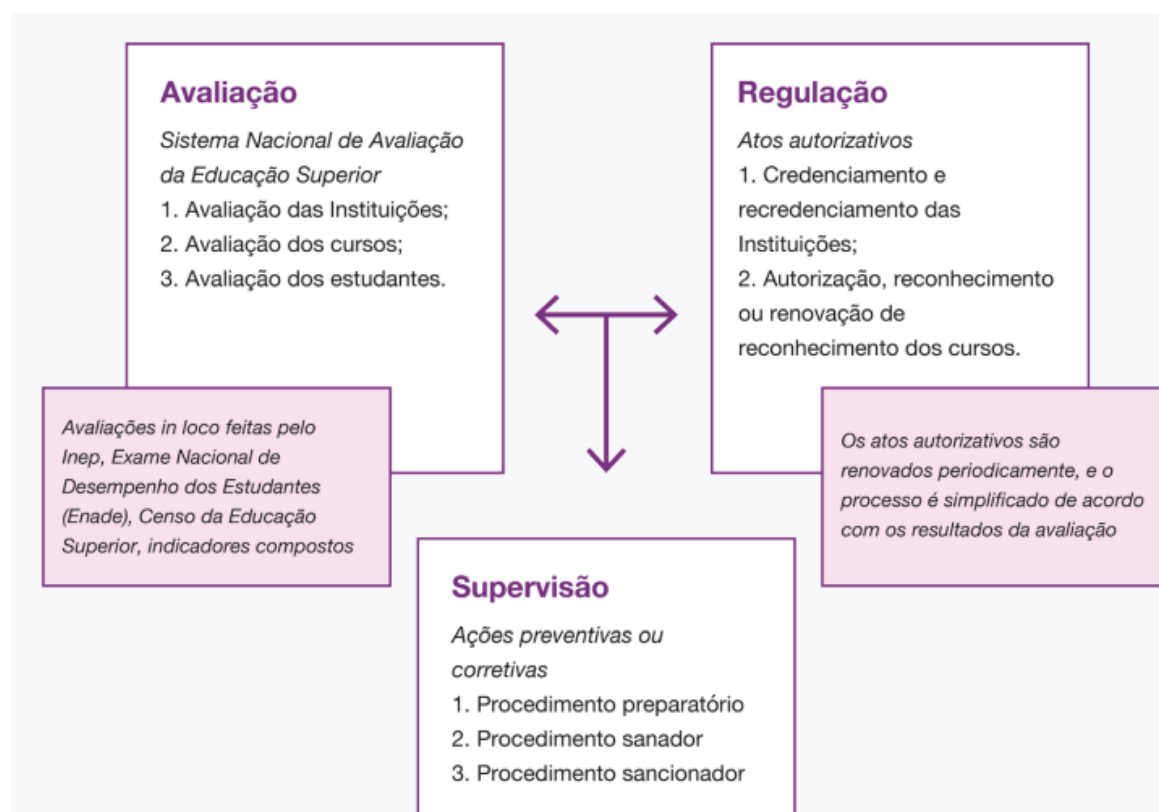 Avaliação
Sistema Nacional de Avaliação
da Educação Superior
1. Avaliação das Instituições;
2. Avaliação dos cursos;
3. Avaliação dos estudantes.
Avaliações in loco feitas pelo
Inep, Exame Nacional de
Desempenho dos Estudantes
(Enade), Censo da Educação
Superior, indicadores compostos
Regulação
Atos autorizativos
1. Credenciamento e
recredenciamento das
Instituições;
2. Autorização, reconhecimento
ou renovação de
reconhecimento dos cursos.
Os atos autorizativos são
renovados periodicamente, e o
processo é simplificado de acordo
com os resultados da avaliação
Supervisão
Ações preventivas ou
corretivas
1. Procedimento preparatório
2. Procedimento sanador
3. Procedimento sancionador